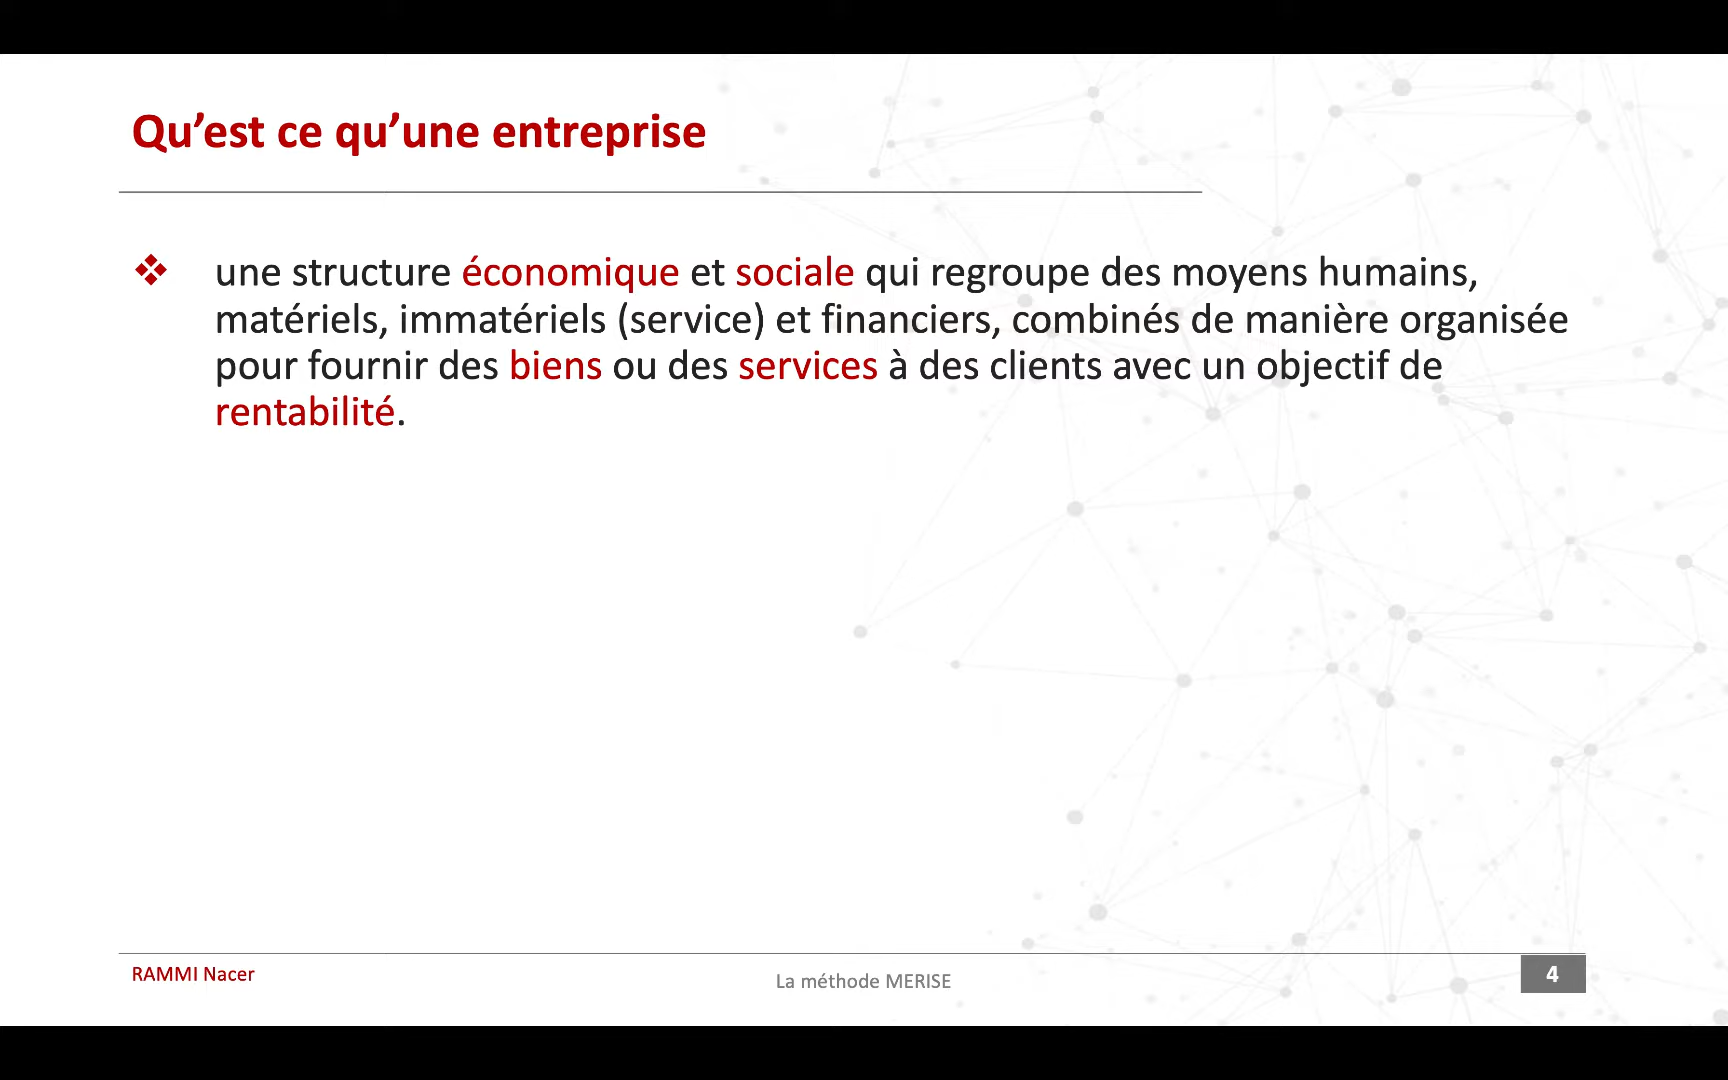 Qu’est ce qu’une entreprise
❖ une structure économique et sociale qui regroupe des moyens humains,
matériels, immatériels (service) et financiers, combinés de manière organisée
pour fournir des biens ou des services à des clients avec un objectif de
rentabilité.
RAMMI Nacer
La méthode MERISE
4